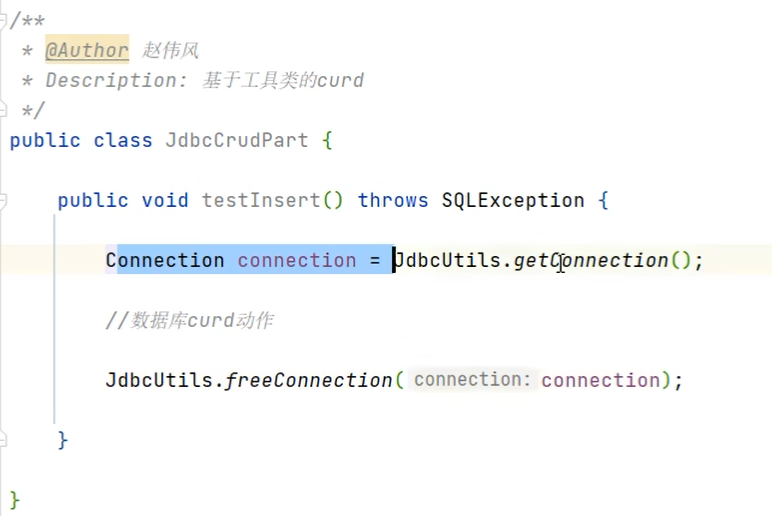 /**
 * @Author 赵伟风
 * Description: 基于工具类的curd
 */
public class JdbcCrudPart {
public void testInsert() throws SQLException {
Connection connection = JdbcUtils.getConnection();
//数据库curd动作
JdbcUtils.freeConnection( connection: connection);
}
}